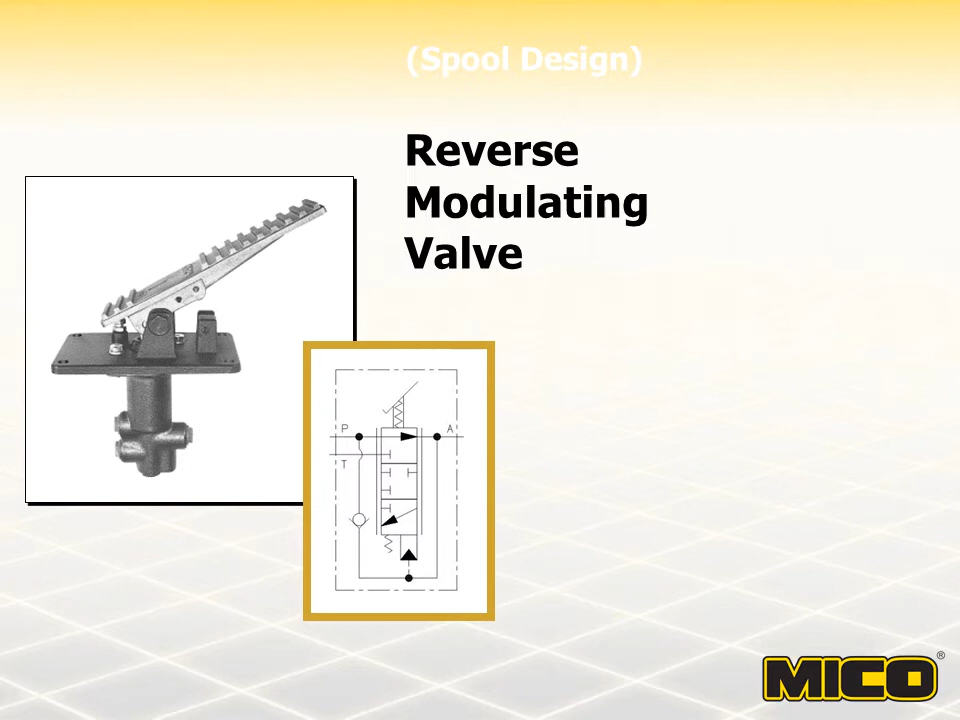 (Spool Design)
Reverse
Modulating
Valve
P
A
T
MICO®